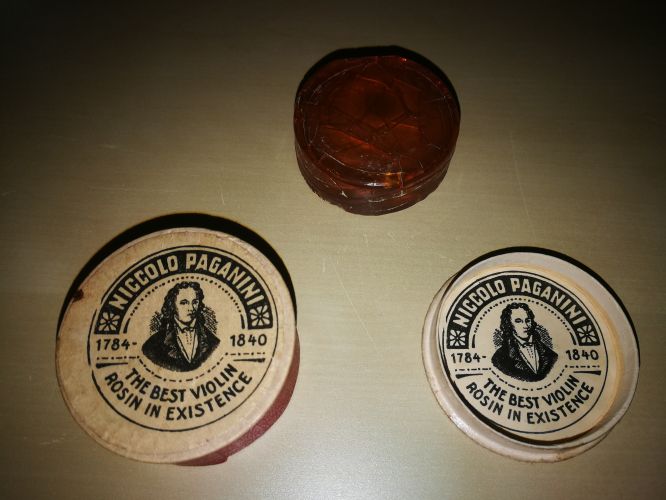 NICCOLO PAGANINI
1784- 1840
THE BEST VIOLIN
ROSIN IN EXISTENCE
NICCOLO PAGANINI
1784- 1840
THE BEST VIOLIN
ROSIN IN EXISTENCE